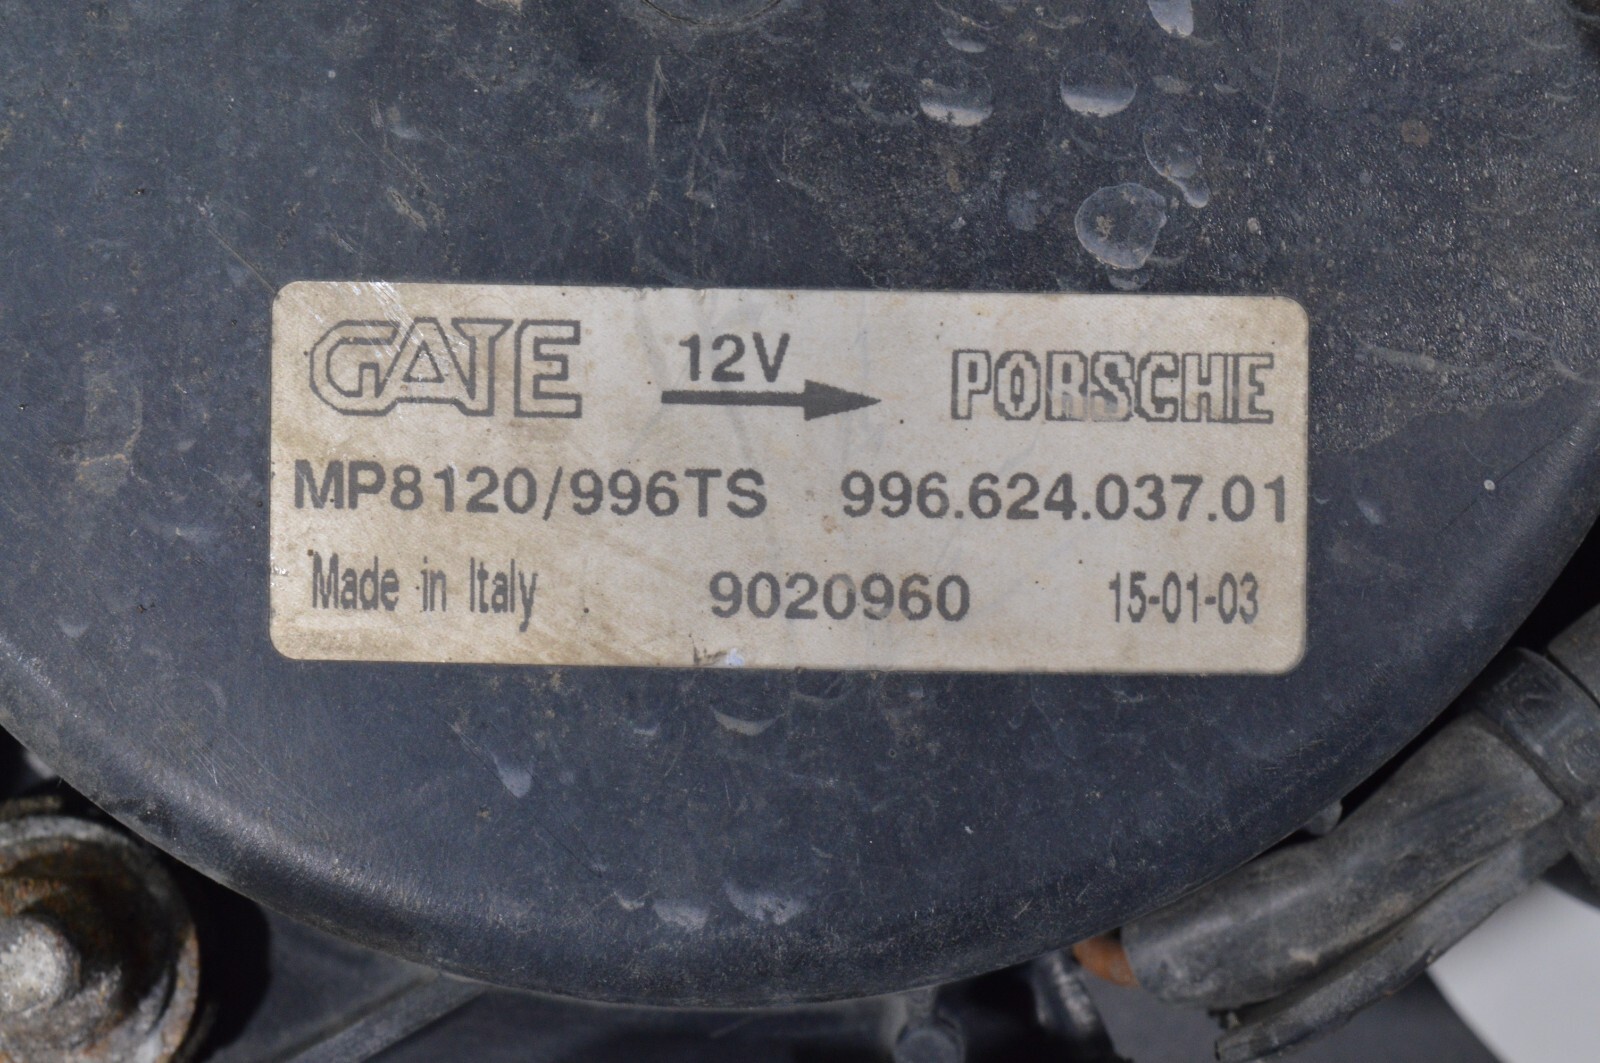 GATE 12V PORSCHE
MP8120/996TS 996.624.037.01
Made in Italy 9020960 15-01-03